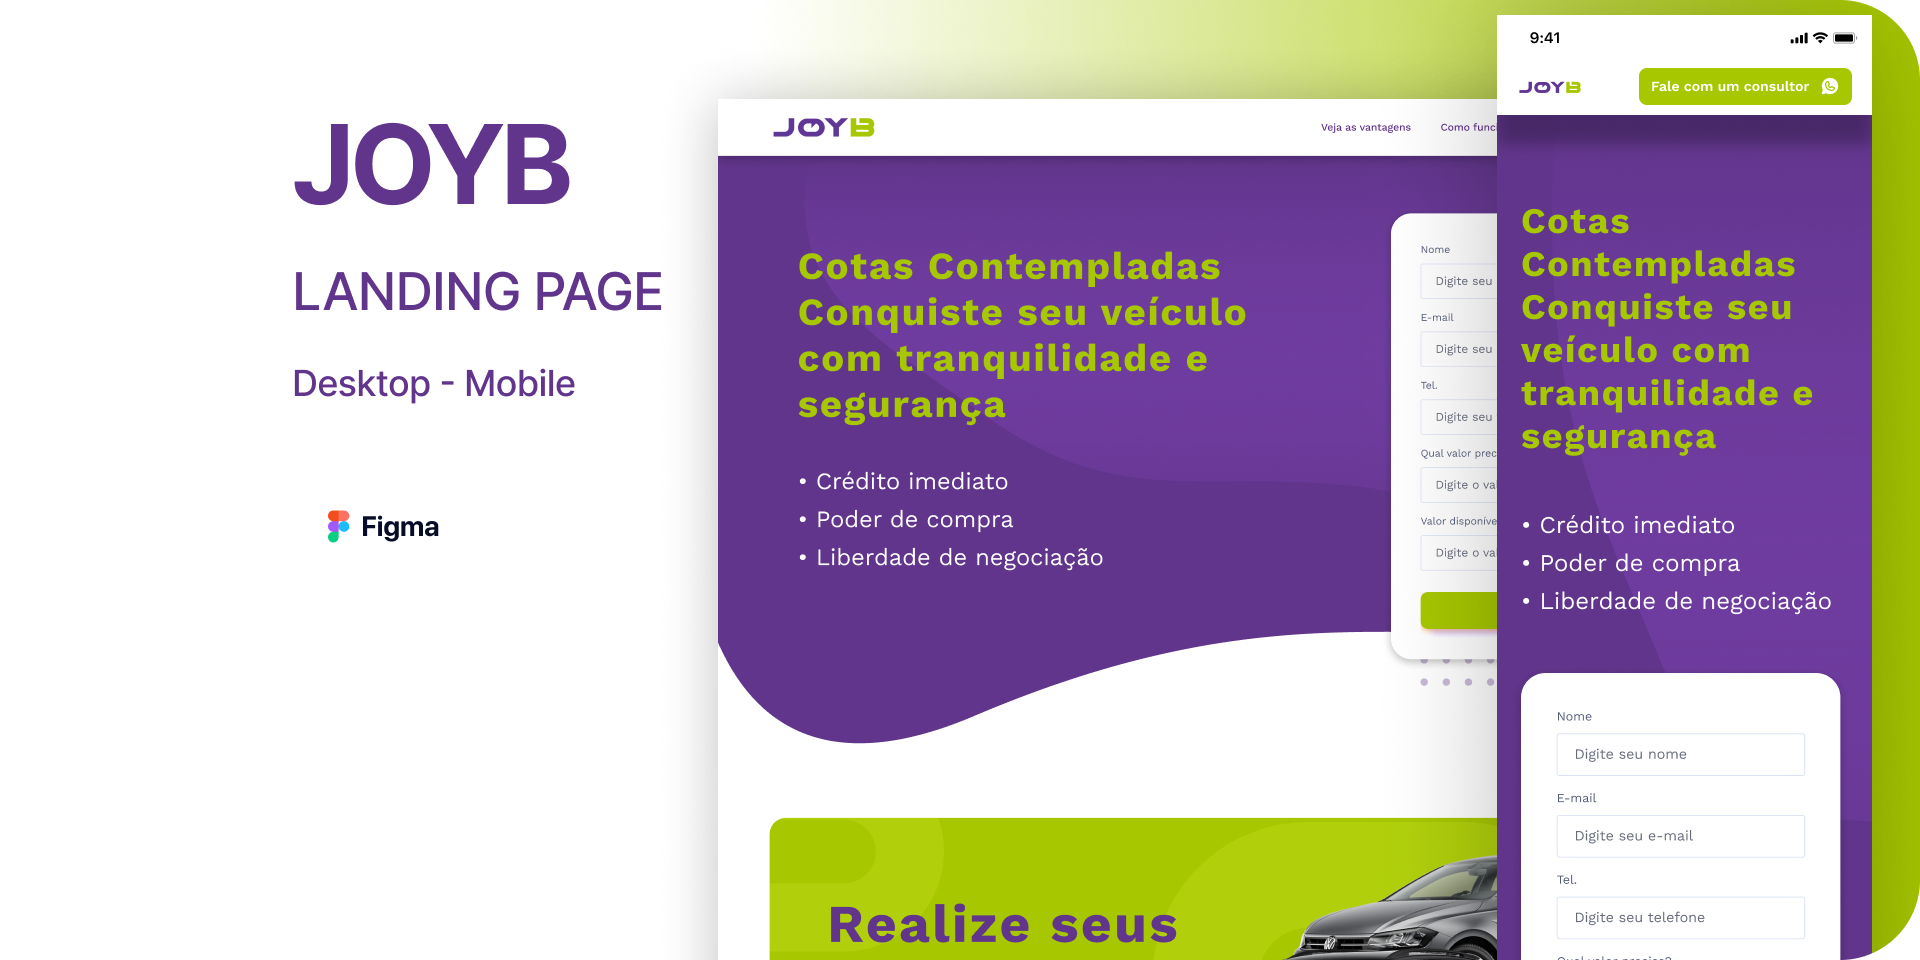 JOYB
LANDING PAGE
Desktop - Mobile
Figma
JOYB
Veja as vantagens
Como func
Cotas Contempladas
Conquiste seu veículo
com tranquilidade e
segurança
• Crédito imediato
• Poder de compra
• Liberdade de negociação
Nome
Digite seu
E-mail
Digite seu
Tel.
Digite seu
Qual valor prec
Digite o va
Valor disponíve
Digite o va
Realize seus
9:41
JOYB
Fale com um consultor
Cotas
Contempladas
Conquiste seu
veículo com
tranquilidade e
segurança
• Crédito imediato
• Poder de compra
• Liberdade de negociação
Nome
Digite seu nome
E-mail
Digite seu e-mail
Tel.
Digite seu telefone